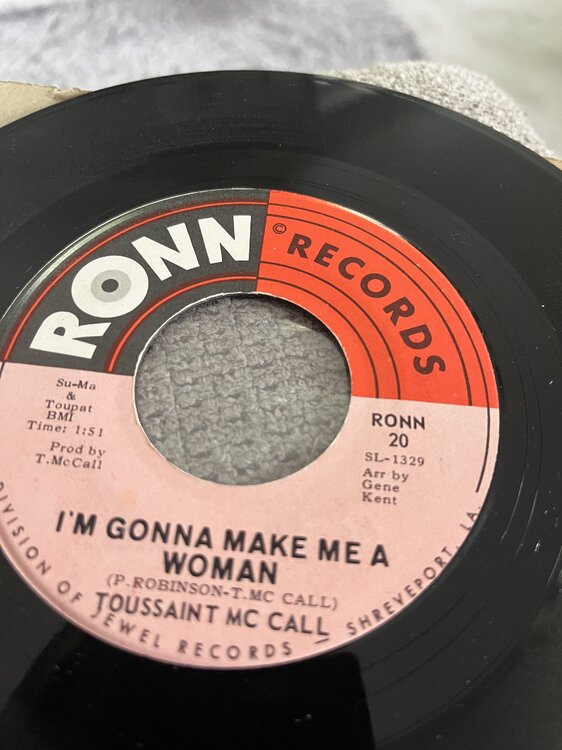 RONN
© RECORDS
Su-Ma
&
Toupat
BMI
Time: 1:51
Prod by
T.McCall
RONN
20
SL-1329
Arr by
Gene
Kent
I'M GONNA MAKE ME A
WOMAN
(P.ROBINSON-T.MC CALL)
TOUSSAINT MC CALL
DIVISION OF JEWEL RECORDS — SHREVEPORT, LA.